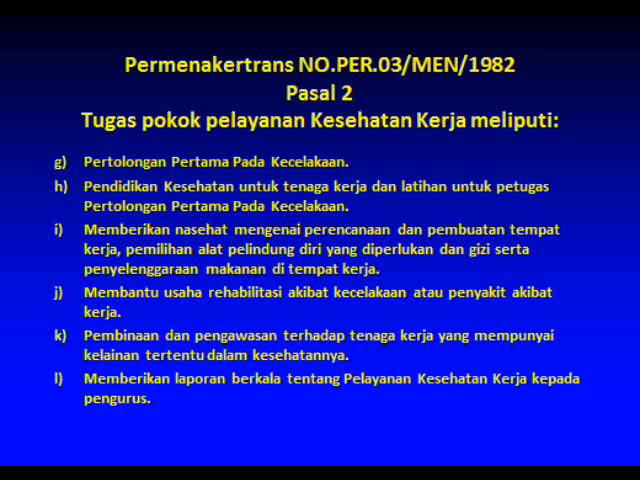 Permenakertrans NO.PER.03/MEN/1982
Pasal 2
Tugas pokok pelayanan Kesehatan Kerja meliputi:
g) Pertolongan Pertama Pada Kecelakaan.
h) Pendidikan Kesehatan untuk tenaga kerja dan latihan untuk petugas
Pertolongan Pertama Pada Kecelakaan.
i) Memberikan nasehat mengenai perencanaan dan pembuatan tempat
kerja, pemilihan alat pelindung diri yang diperlukan dan gizi serta
penyelenggaraan makanan di tempat kerja.
j) Membantu usaha rehabilitasi akibat kecelakaan atau penyakit akibat
kerja.
k) Pembinaan dan pengawasan terhadap tenaga kerja yang mempunyai
kelainan tertentu dalam kesehatannya.
l) Memberikan laporan berkala tentang Pelayanan Kesehatan Kerja kepada
pengurus.